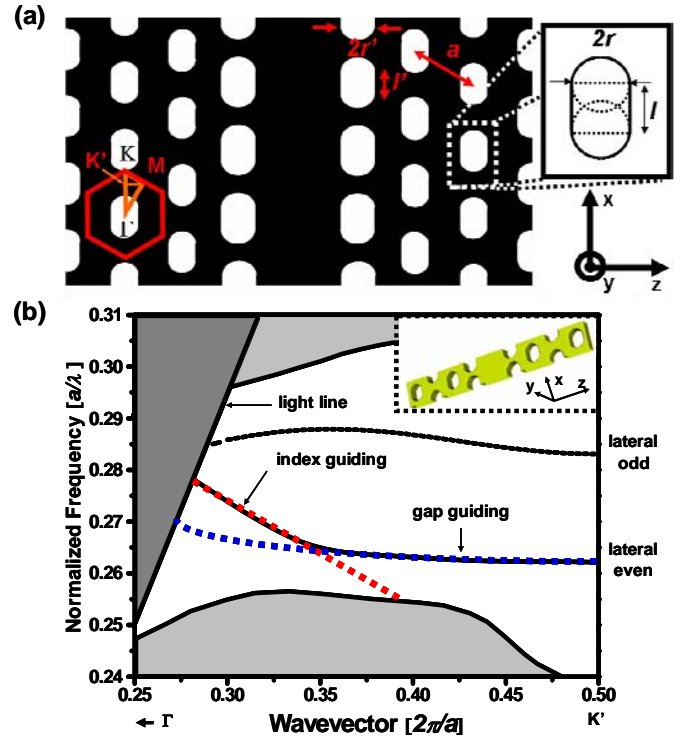 (a)
2r'
a
l'
2r
l
K
K'
M
Γ
x
y
z
(b)
0.31
0.30
0.29
0.28
0.27
0.26
0.25
0.24
Normalized Frequency [a/λ]
light line
index guiding
gap guiding
lateral
odd
lateral
even
y
x
z
0.25
0.30
0.35
0.40
0.45
0.50
← Γ
Wavevector [2π/a]
K'